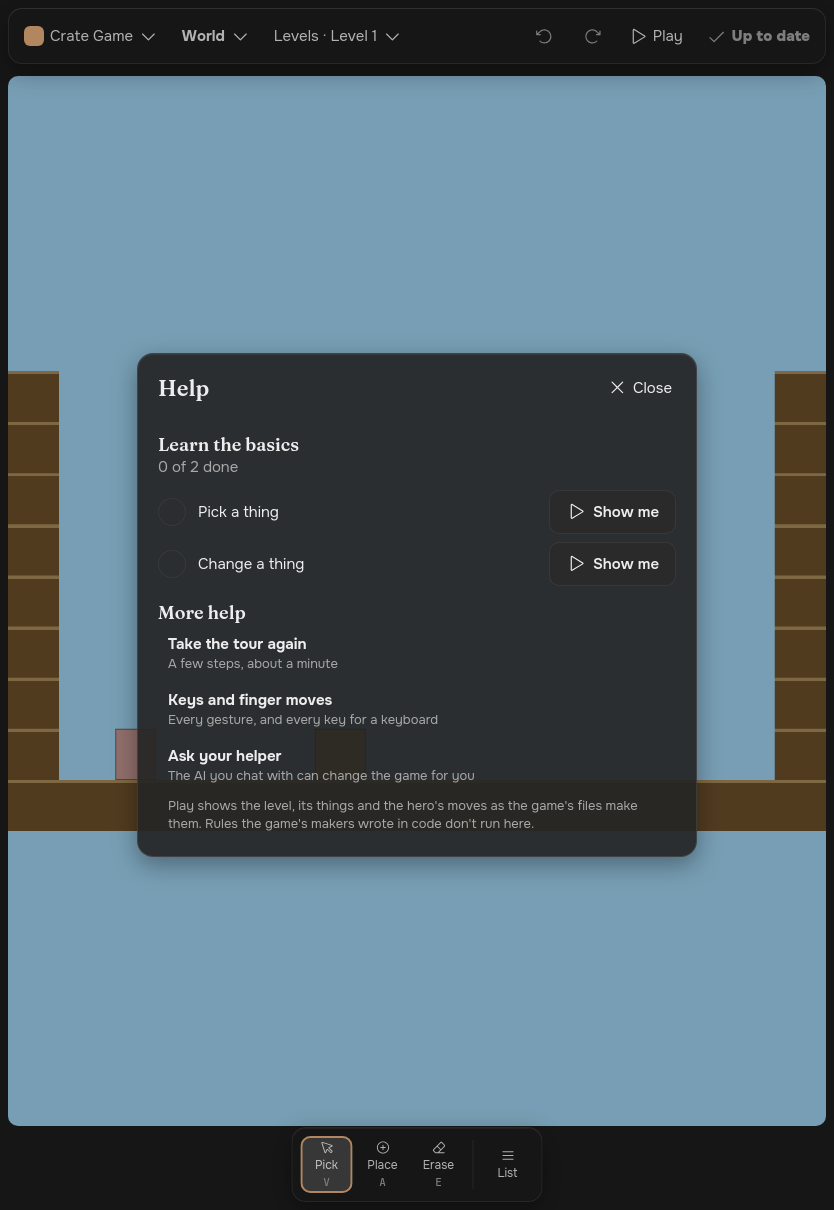 Crate Game
World
Levels · Level 1
Play
Up to date
Help
Close
Learn the basics
0 of 2 done
Pick a thing
Show me
Change a thing
Show me
More help
Take the tour again
A few steps, about a minute
Keys and finger moves
Every gesture, and every key for a keyboard
Ask your helper
The AI you chat with can change the game for you
Play shows the level, its things and the hero's moves as the game's files make
them. Rules the game's makers wrote in code don't run here.
Pick
Place
Erase
List
V
A
E